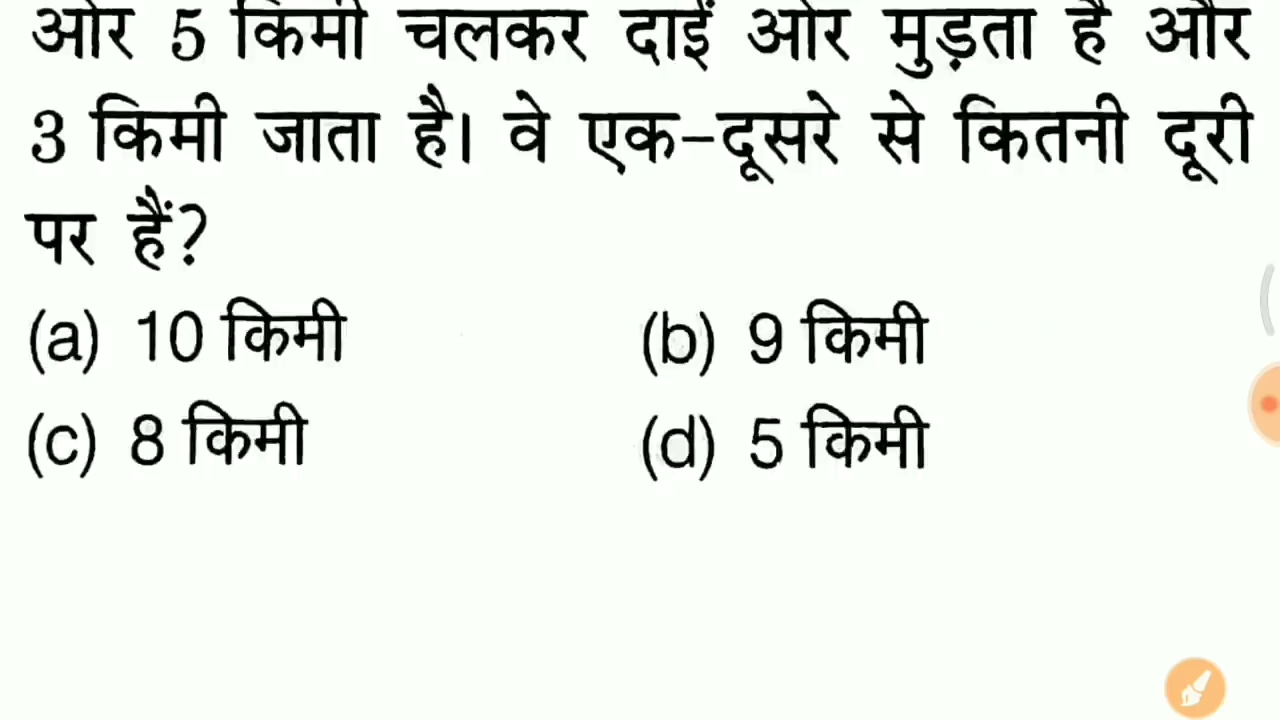 ओर 5 किमी चलकर दाईं ओर मुड़ता है और
3 किमी जाता है। वे एक-दूसरे से कितनी दूरी
पर हैं?
(a) 10 किमी (b) 9 किमी
(c) 8 किमी (d) 5 किमी